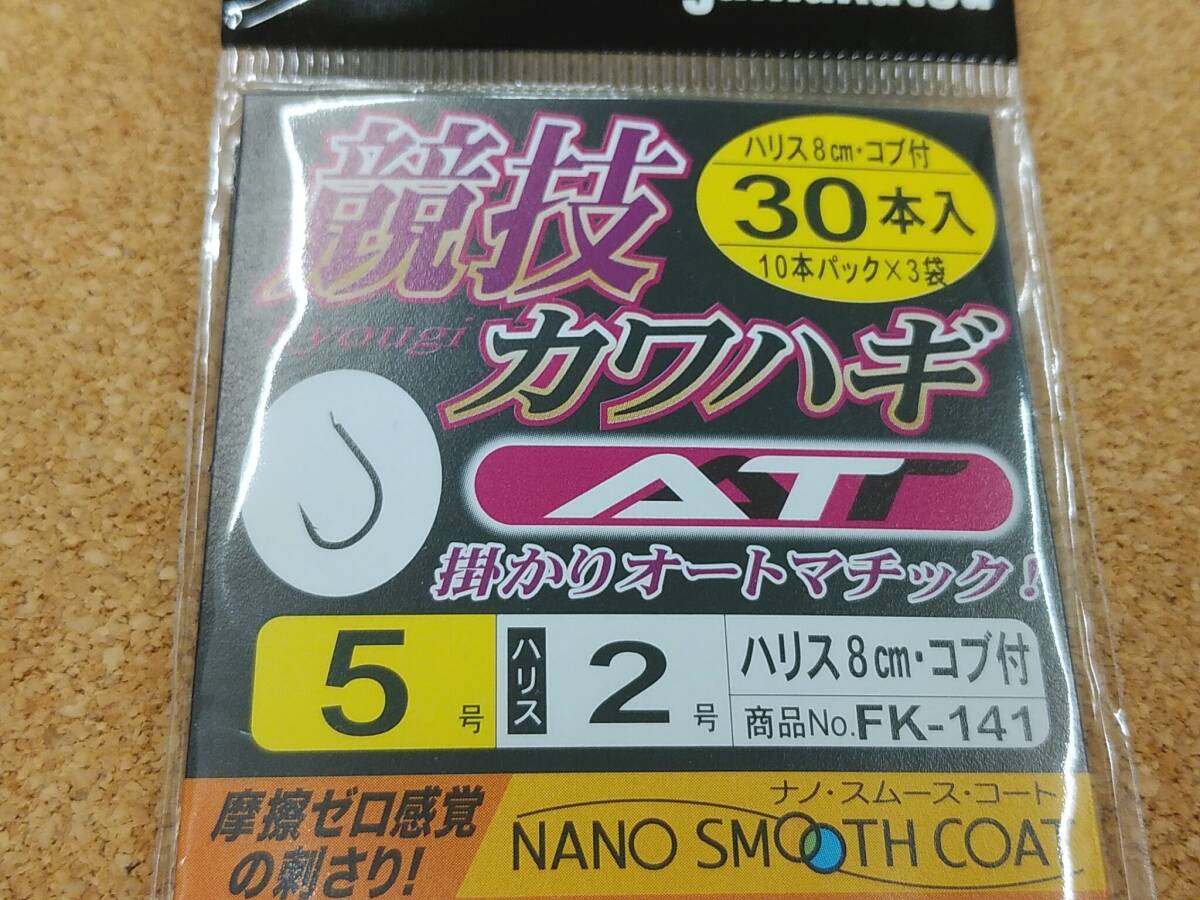 ハリス8cm・コブ付
30本入
10本パック×3袋
競技
Kyougi
カワハギ
AT
掛かりオートマチック!
5号
ハリス 2号
ハリス8cm・コブ付
商品No.FK-141
摩擦ゼロ感覚
の刺さり!
ナノ・スムース・コート
NANO SMOOTH COAT